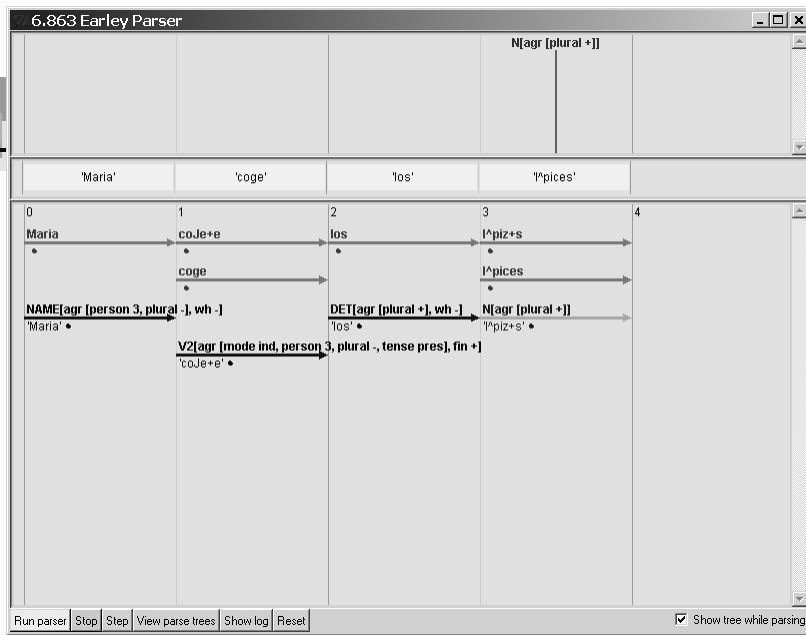 6.863 Earley Parser
N[agr [plural +]]
'Maria' 'coge' 'los' 'l^pices'
0 1 2 3 4
Maria coJe+e los l^piz+s
coge l^pices
NAME[agr [person 3, plural -], wh -] DET[agr [plural +], wh -] N[agr [plural +]]
'Maria' 'los' 'l^piz+s'
V2[agr [mode ind, person 3, plural -, tense pres], fin +]
'coJe+e'
Run parser Stop Step View parse trees Show log Reset Show tree while parsing